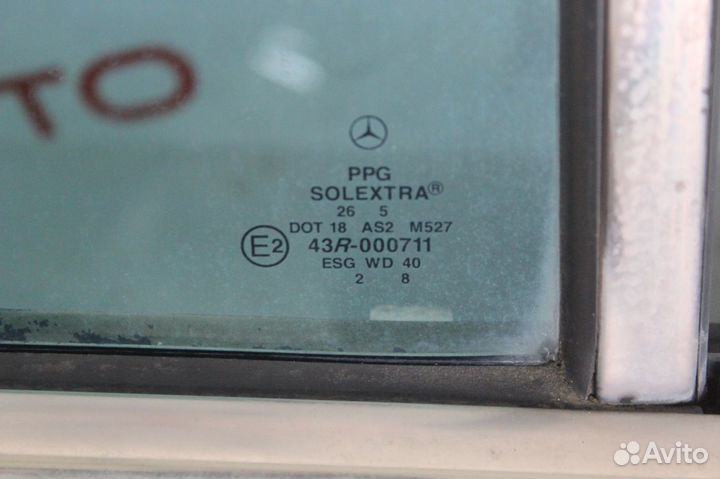 TO
PPG
SOLEXTRA®
26 5
DOT 18 AS2 M527
E2 43R-000711
ESG WD 40
2 8
Avito